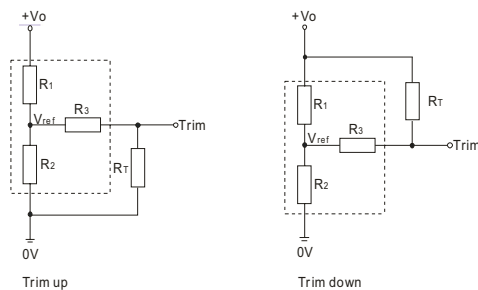 +Vo
R1
Vref
R3
Trim
R2
RT
0V
Trim up
+Vo
R1
RT
Vref
R3
Trim
R2
0V
Trim down